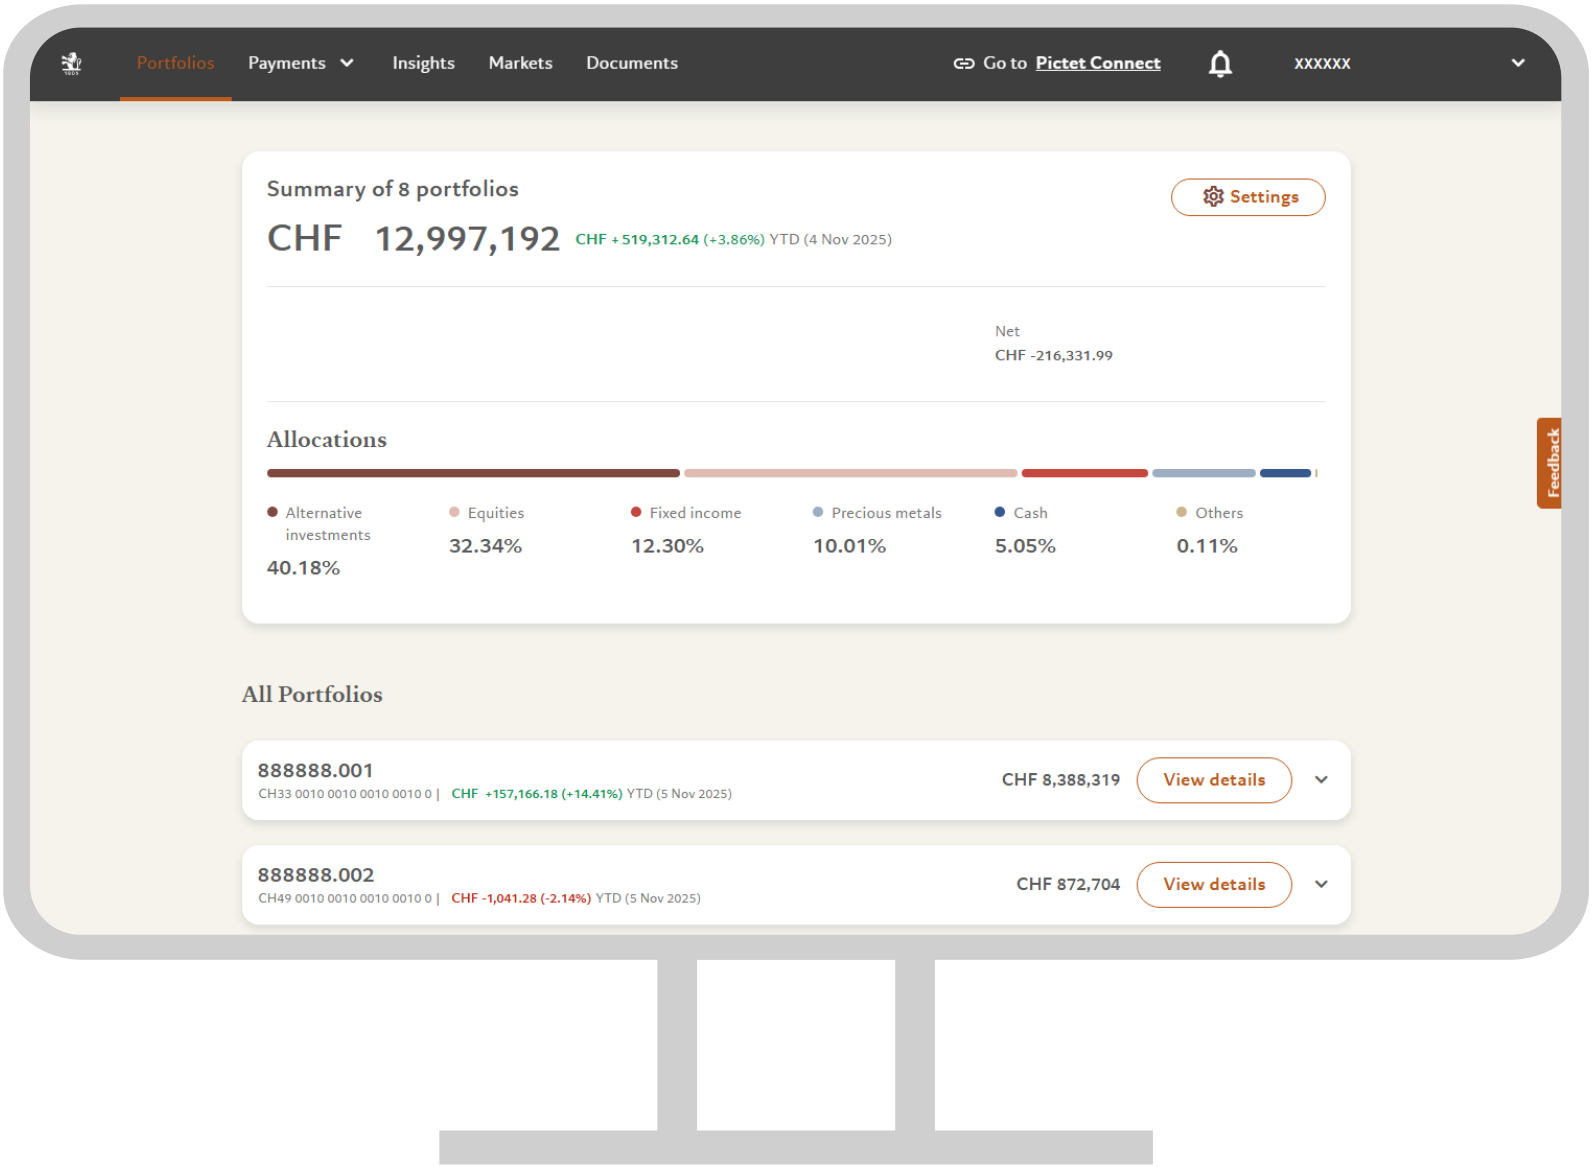 1805
Portfolios Payments Insights Markets Documents Go to Pictet Connect XXXXXX
Summary of 8 portfolios
Settings
CHF 12,997,192 CHF +519,312.64 (+3.86%) YTD (4 Nov 2025)
Net
CHF -216,331.99
Feedback
Allocations
Alternative investments
40.18%
Equities
32.34%
Fixed income
12.30%
Precious metals
10.01%
Cash
5.05%
Others
0.11%
All Portfolios
888888.001
CH33 0010 0010 0010 0010 0 | CHF +157,166.18 (+14.41%) YTD (5 Nov 2025)
CHF 8,388,319 View details
888888.002
CH49 0010 0010 0010 0010 0 | CHF -1,041.28 (-2.14%) YTD (5 Nov 2025)
CHF 872,704 View details